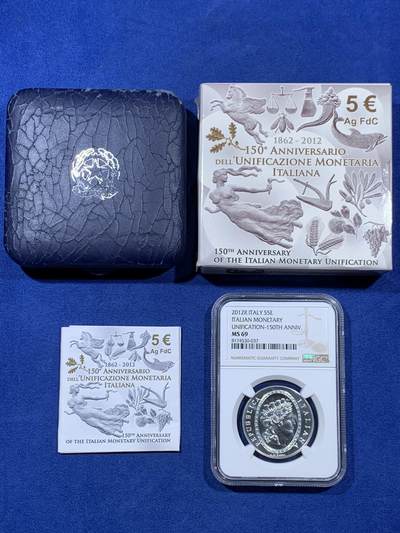 5 €
Ag FdC
1862 - 2012
150° ANNIVERSARIO
DELL'UNIFICAZIONE MONETARIA
ITALIANA
150TH ANNIVERSARY
OF THE ITALIAN MONETARY UNIFICATION
5 €
Ag FdC
1862 - 2012
150° ANNIVERSARIO
DELL'UNIFICAZIONE MONETARIA
ITALIANA
150TH ANNIVERSARY
OF THE ITALIAN MONETARY UNIFICATION
2012R ITALY S5E
ITALIAN MONETARY
UNIFICATION-150TH ANNIV.
MS 69
NUMISMATIC GUARANTY COMPANY
REPUBBLICA ITALIANA